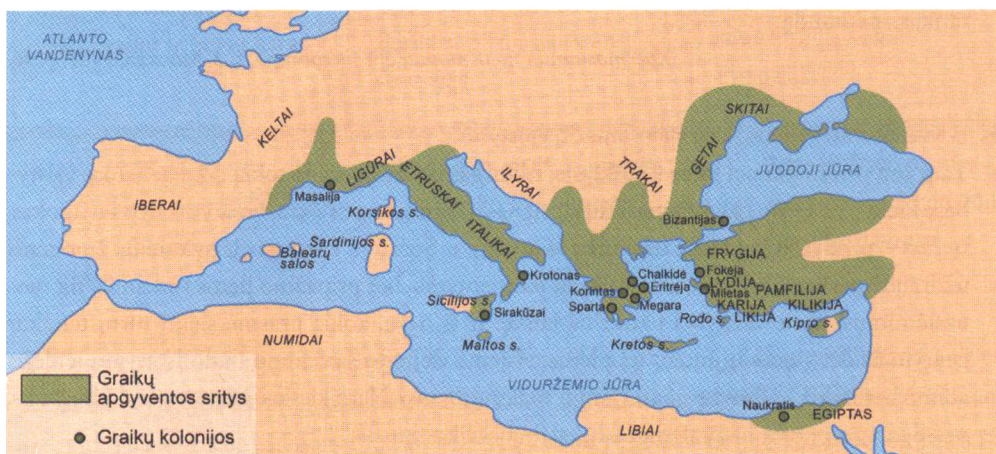 ATLANTO
VANDENYNAS
SKITAI
KELTAI
GETAI
TRAKAI
ILYRAI
LIGŪRAI
ETRUSKAI
JUODOJI JŪRA
Masalija
IBERAI
Korsikos s.
Bizantijas
ITALIKAI
Sardinijos s.
Balearų
salos
FRYGIJA
Krotonas
Chalkidė
Fokėja
LYDIJA
Eritrėja
Korintas
Miletas
PAMFILIJA
Megara
Sparta
KARIJA
KILIKIJA
Sicilijos s.
Sirakūzai
Rodo s.
LIKIJA
Kipro s.
NUMIDAI
Maltos s.
Kretos s.
Graikų
apgyventos sritys
VIDURŽEMIO JŪRA
Naukratis
EGIPTAS
Graikų kolonijos
LIBIAI